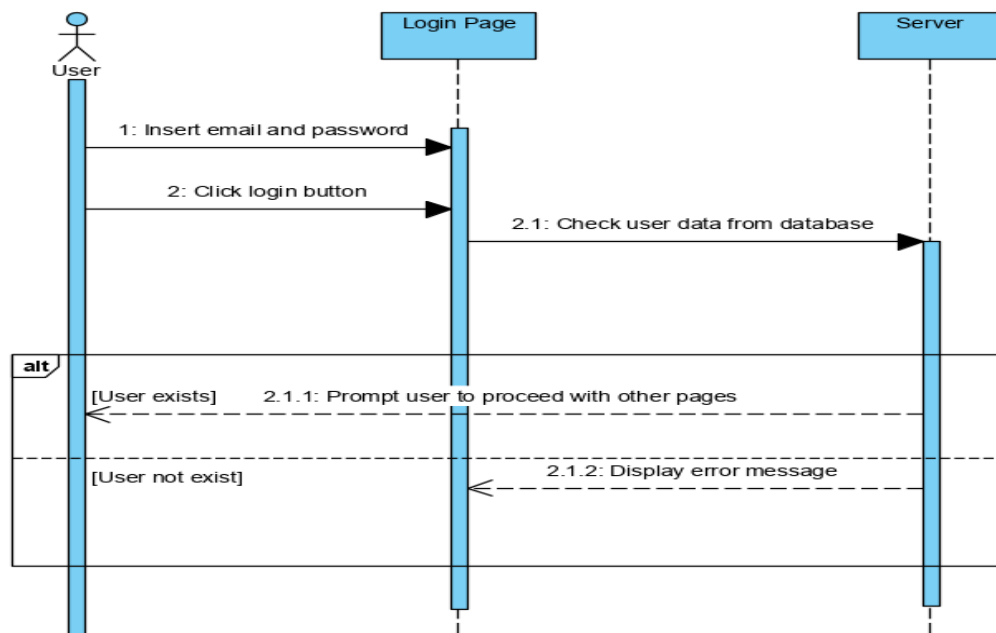 Login Page
Server
User
1: Insert email and password
2: Click login button
2.1: Check user data from database
alt
[User exists]
2.1.1: Prompt user to proceed with other pages
[User not exist]
2.1.2: Display error message